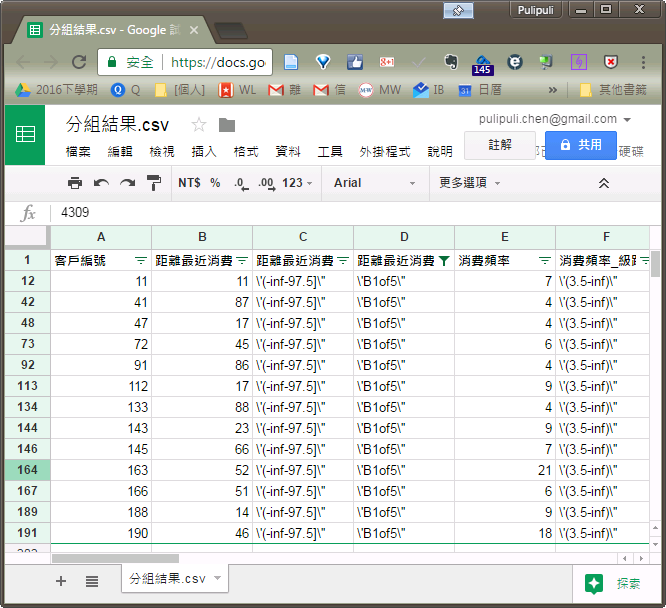 Pulipuli
分組結果.csv - Google 試
安全 https://docs.go
145
2016下學期 Q [個人] WL 離 信 MW IB 日曆 » 其他書籤
分組結果.csv
pulipuli.chen@gmail.com
檔案 編輯 檢視 插入 格式 資料 工具 外掛程式 說明
註解 共用 硬碟
NT$ % .0 .00 123 Arial 更多選項
fx 4309
A B C D E F
1 客戶編號 距離最近消費 距離最近消費 距離最近消費 消費頻率 消費頻率_級距
12 11 11 \'(-inf-97.5]\" \'B1of5\" 7 \'(3.5-inf)\"
42 41 87 \'(-inf-97.5]\" \'B1of5\" 4 \'(3.5-inf)\"
48 47 17 \'(-inf-97.5]\" \'B1of5\" 4 \'(3.5-inf)\"
73 72 45 \'(-inf-97.5]\" \'B1of5\" 6 \'(3.5-inf)\"
92 91 86 \'(-inf-97.5]\" \'B1of5\" 4 \'(3.5-inf)\"
113 112 17 \'(-inf-97.5]\" \'B1of5\" 9 \'(3.5-inf)\"
134 133 88 \'(-inf-97.5]\" \'B1of5\" 4 \'(3.5-inf)\"
144 143 23 \'(-inf-97.5]\" \'B1of5\" 9 \'(3.5-inf)\"
146 145 66 \'(-inf-97.5]\" \'B1of5\" 7 \'(3.5-inf)\"
164 163 52 \'(-inf-97.5]\" \'B1of5\" 21 \'(3.5-inf)\"
167 166 51 \'(-inf-97.5]\" \'B1of5\" 6 \'(3.5-inf)\"
189 188 14 \'(-inf-97.5]\" \'B1of5\" 9 \'(3.5-inf)\"
191 190 46 \'(-inf-97.5]\" \'B1of5\" 18 \'(3.5-inf)\"
分組結果.csv
探索